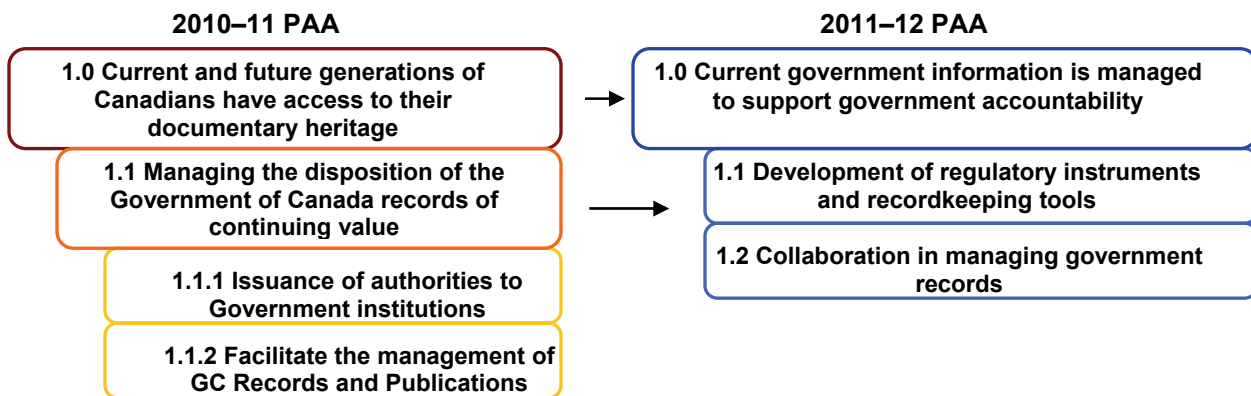 2010–11 PAA
1.0 Current and future generations of
Canadians have access to their
documentary heritage
1.1 Managing the disposition of the
Government of Canada records of
continuing value
1.1.1 Issuance of authorities to
Government institutions
1.1.2 Facilitate the management of
GC Records and Publications
2011–12 PAA
1.0 Current government information is managed
to support government accountability
1.1 Development of regulatory instruments
and recordkeeping tools
1.2 Collaboration in managing government
records